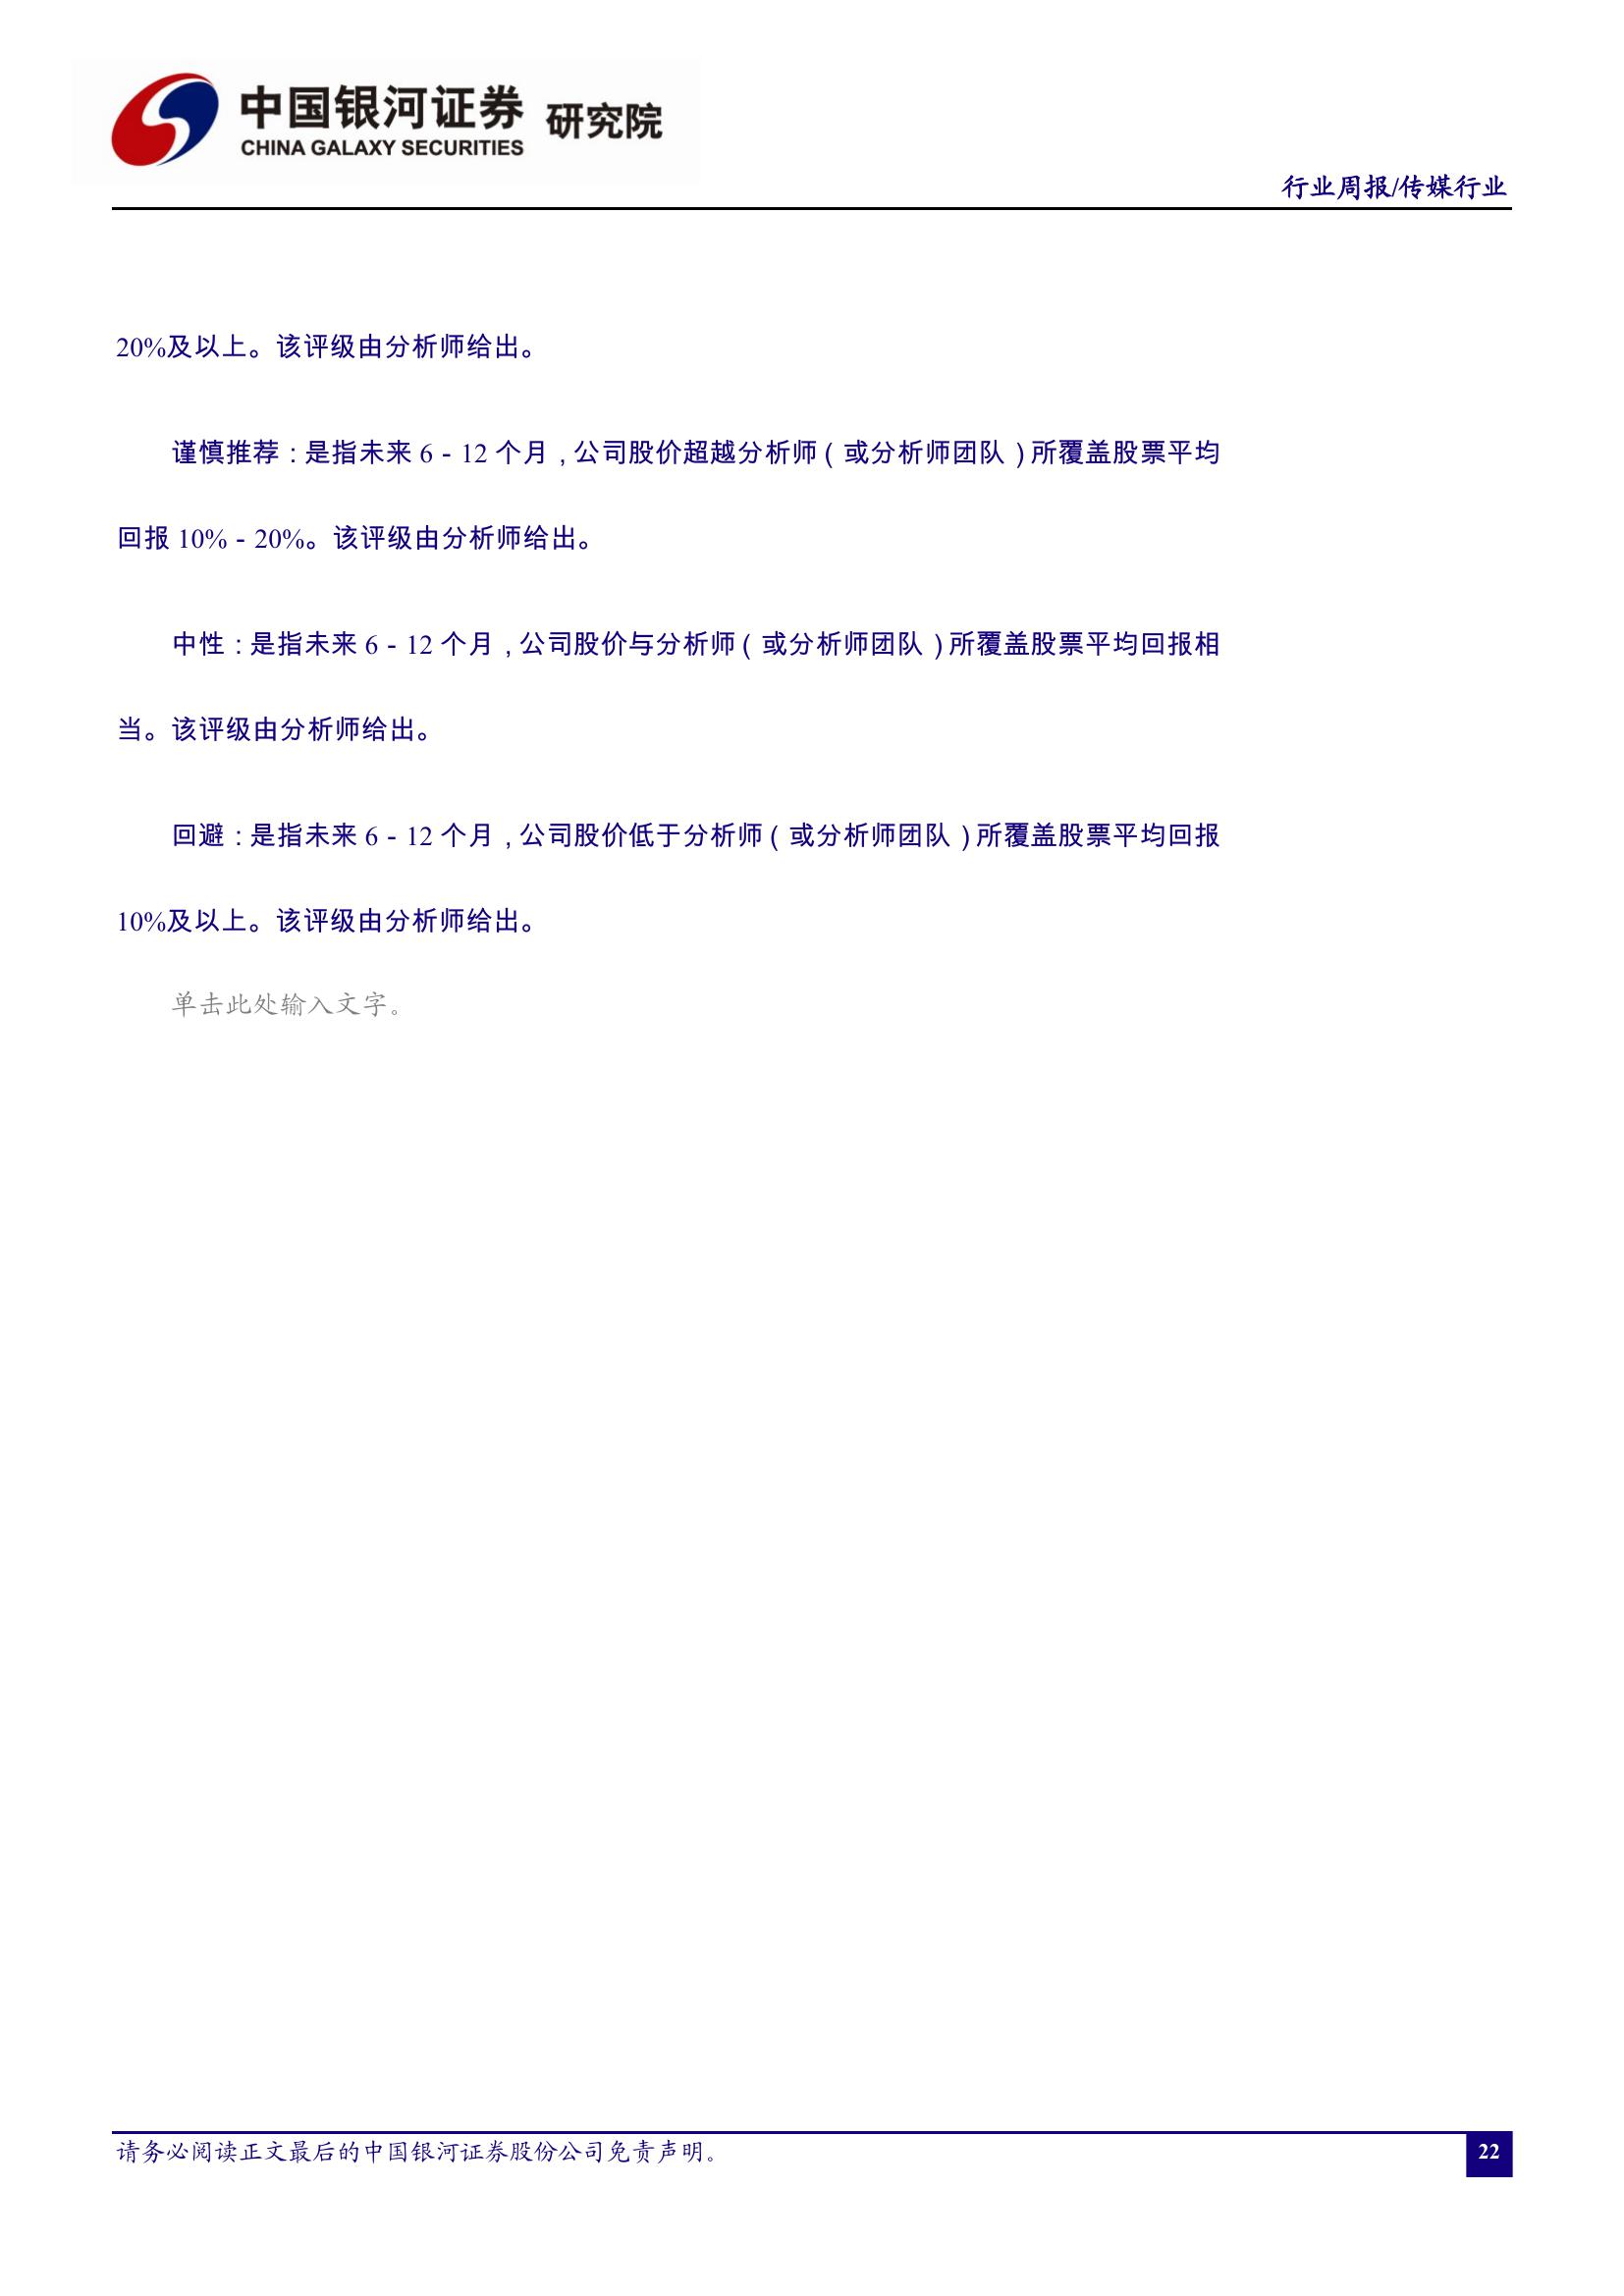 中国银河证券 研究院
CHINA GALAXY SECURITIES
行业周报/传媒行业
20%及以上。该评级由分析师给出。
谨慎推荐：是指未来 6－12 个月，公司股价超越分析师（或分析师团队）所覆盖股票平均
回报 10%－20%。该评级由分析师给出。
中性：是指未来 6－12 个月，公司股价与分析师（或分析师团队）所覆盖股票平均回报相
当。该评级由分析师给出。
回避：是指未来 6－12 个月，公司股价低于分析师（或分析师团队）所覆盖股票平均回报
10%及以上。该评级由分析师给出。
单击此处输入文字。
请务必阅读正文最后的中国银河证券股份公司免责声明。
22